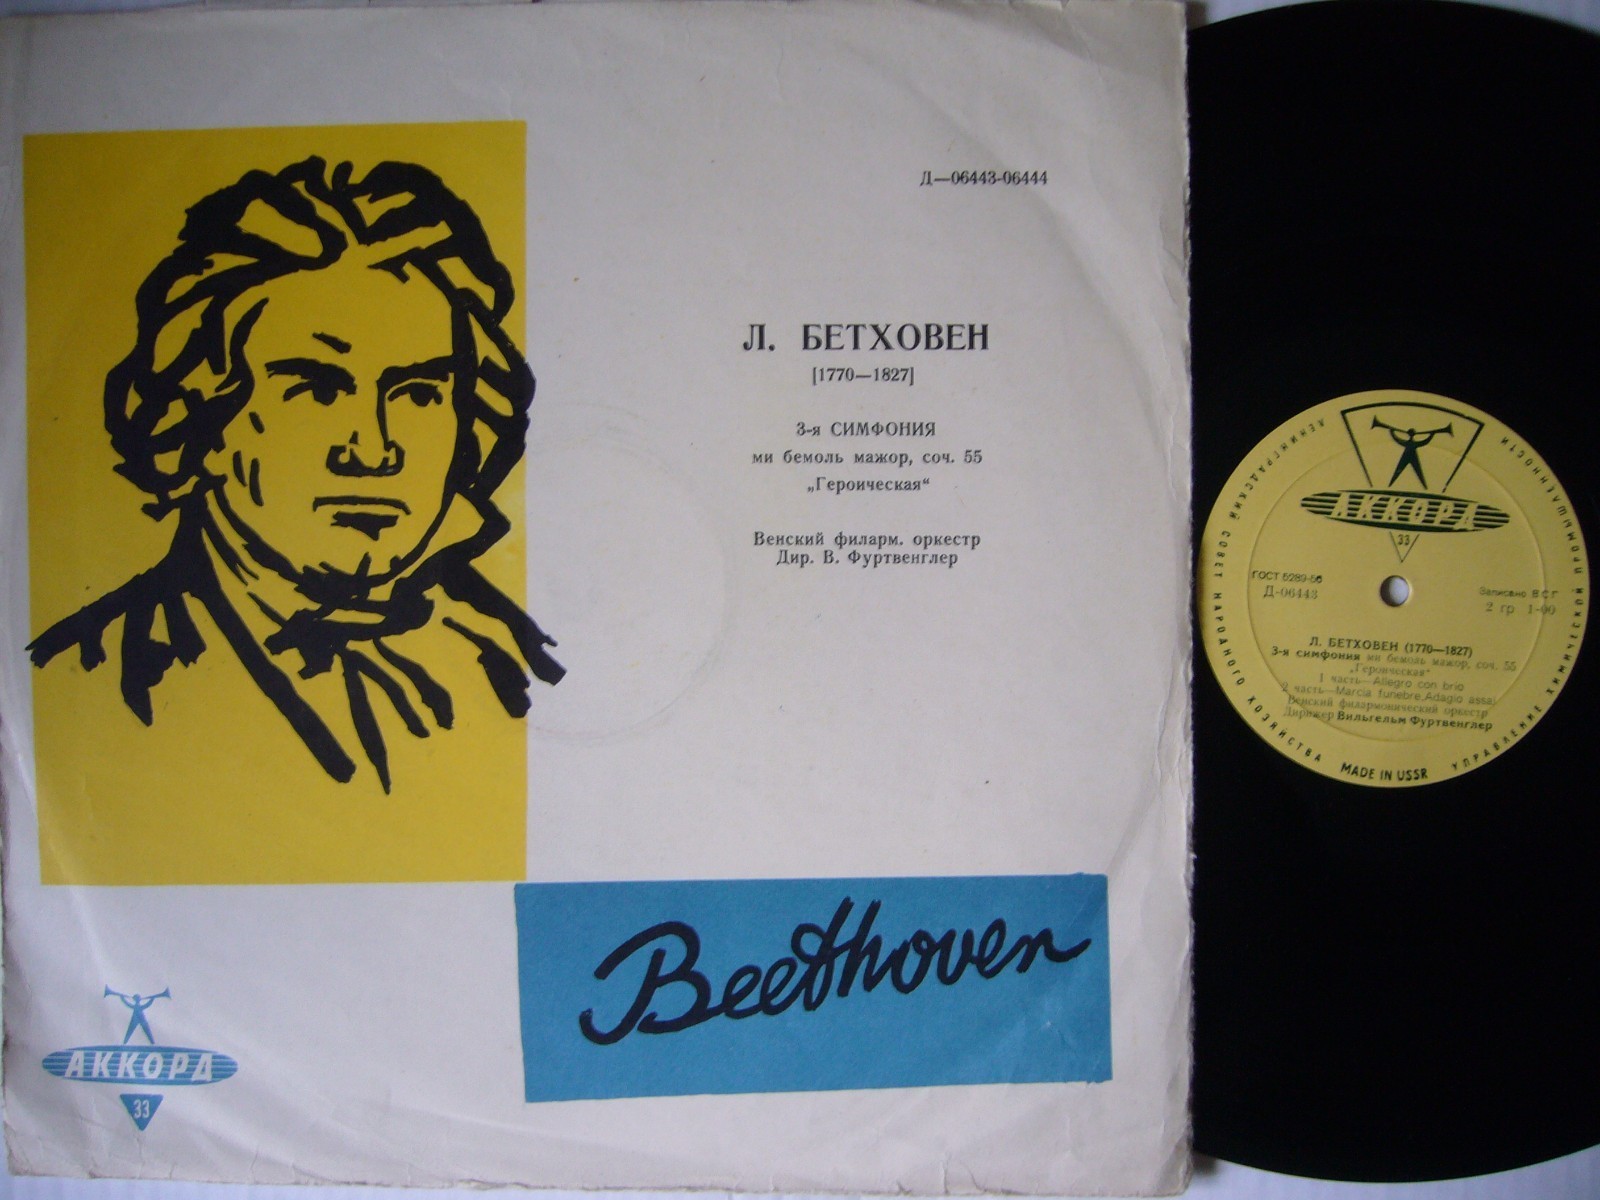 Д—06443-06444
Л. БЕТХОВЕН
[1770—1827]
3-я СИМФОНИЯ
ми бемоль мажор, соч. 55
„Героическая“
Венский филарм. оркестр
Дир. В. Фуртвенглер
Beethoven
АККОРД
33
ЛЕНИНГРАДСКИЙ СОВЕТ НАРОДНОГО ХОЗЯЙСТВА
УПРАВЛЕНИЕ ХИМИЧЕСКОЙ ПРОМЫШЛЕННОСТИ
АККОРД
33
ГОСТ 5289-56
Д-06443
Записано ВСГ
2 гр 1-00
Л. БЕТХОВЕН (1770—1827)
3-я симфония ми бемоль мажор, соч. 55
„Героическая“
1 часть—Allegro con brio
2 часть—Marcia funebre, Adagio assai
Венский филармонический оркестр
Дирижер Вильгельм Фуртвенглер
MADE IN USSR